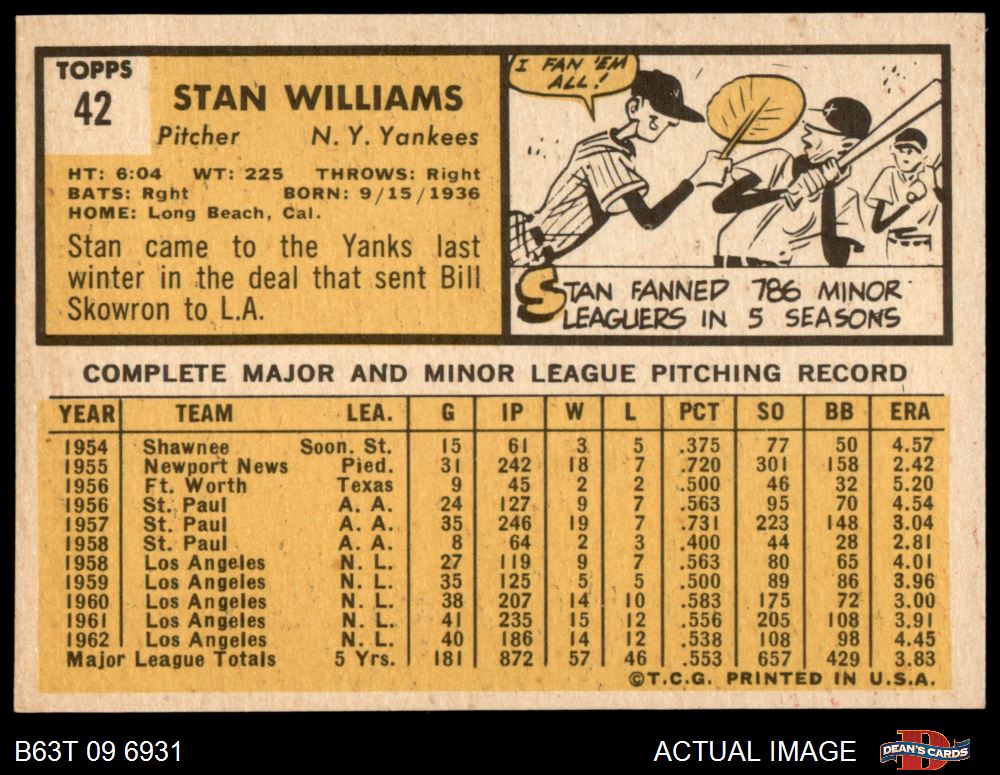 TOPPS
42
STAN WILLIAMS
Pitcher N. Y. Yankees
HT: 6:04 WT: 225 THROWS: Right
BATS: Rght BORN: 9/15/1936
HOME: Long Beach, Cal.
Stan came to the Yanks last
winter in the deal that sent Bill
Skowron to L.A.
I FAN 'EM
ALL!
STAN FANNED 786 MINOR
LEAGUERS IN 5 SEASONS
COMPLETE MAJOR AND MINOR LEAGUE PITCHING RECORD
YEAR TEAM LEA. G IP W L PCT SO BB ERA
1954 Shawnee Soon. St. 15 61 3 5 .375 77 50 4.57
1955 Newport News Pied. 31 242 18 7 .720 301 158 2.42
1956 Ft. Worth Texas 9 45 2 2 .500 46 32 5.20
1956 St. Paul A. A. 24 127 9 7 .563 95 70 4.54
1957 St. Paul A. A. 35 246 19 7 .731 223 148 3.04
1958 St. Paul A. A. 8 64 2 3 .400 44 28 2.81
1958 Los Angeles N. L. 27 119 9 7 .563 80 65 4.01
1959 Los Angeles N. L. 35 125 5 5 .500 89 86 3.96
1960 Los Angeles N. L. 38 207 14 10 .583 175 72 3.00
1961 Los Angeles N. L. 41 235 15 12 .556 205 108 3.91
1962 Los Angeles N. L. 40 186 14 12 .538 108 98 4.45
Major League Totals 5 Yrs. 181 872 57 46 .553 657 429 3.83
©T.C.G. PRINTED IN U.S.A.
B63T 09 6931 ACTUAL IMAGE D DEAN'S CARDS